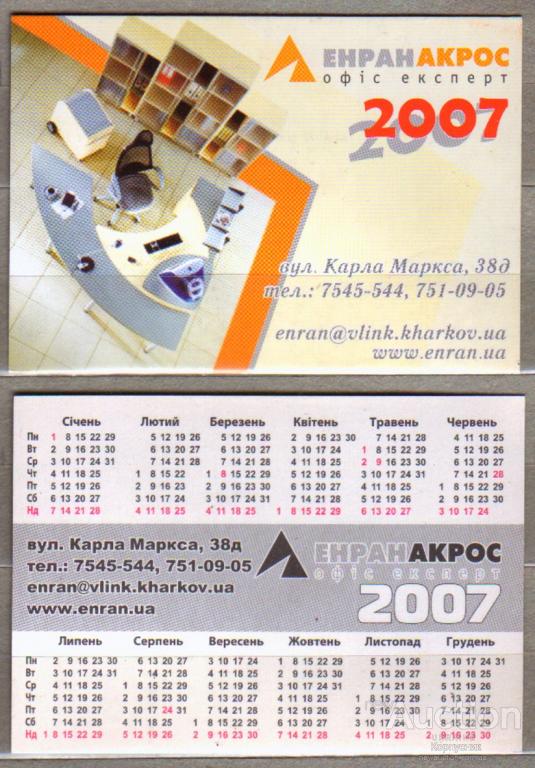 ЕНРАНАКРОС
офіс експерт
2007
2007
вул. Карла Маркса, 38д
тел.: 7545-544, 751-09-05
enran@vlink.kharkov.ua
www.enran.ua
Січень Лютий Березень Квітень Травень Червень
Пн 1 8 15 22 29 5 12 19 26 5 12 19 26 2 9 16 23 30 7 14 21 28 4 11 18 25
Вт 2 9 16 23 30 6 13 20 27 6 13 20 27 3 10 17 24 1 8 15 22 29 5 12 19 26
Ср 3 10 17 24 31 7 14 21 28 7 14 21 28 4 11 18 25 2 9 16 23 30 6 13 20 27
Чт 4 11 18 25 1 8 15 22 1 8 15 22 29 5 12 19 26 3 10 17 24 31 7 14 21 28
Пт 5 12 19 26 2 9 16 23 2 9 16 23 30 6 13 20 27 4 11 18 25 1 8 15 22 29
Сб 6 13 20 27 3 10 17 24 3 10 17 24 31 7 14 21 28 5 12 19 26 2 9 16 23 30
Нд 7 14 21 28 4 11 18 25 4 11 18 25 1 8 15 22 29 6 13 20 27 3 10 17 24
вул. Карла Маркса, 38д
тел.: 7545-544, 751-09-05
enran@vlink.kharkov.ua
www.enran.ua
ЕНРАНАКРОС
офіс експерт
2007
Липень Серпень Вересень Жовтень Листопад Грудень
Пн 2 9 16 23 30 6 13 20 27 3 10 17 24 1 8 15 22 29 5 12 19 26 3 10 17 24 31
Вт 3 10 17 24 31 7 14 21 28 4 11 18 25 2 9 16 23 30 6 13 20 27 4 11 18 25
Ср 4 11 18 25 1 8 15 22 29 5 12 19 26 3 10 17 24 31 7 14 21 28 5 12 19 26
Чт 5 12 19 26 2 9 16 23 30 6 13 20 27 4 11 18 25 1 8 15 22 29 6 13 20 27
Пт 6 13 20 27 3 10 17 24 31 7 14 21 28 5 12 19 26 2 9 16 23 30 7 14 21 28
Сб 7 14 21 28 4 11 18 25 1 8 15 22 29 6 13 20 27 3 10 17 24 1 8 15 22 29
Нд 1 8 15 22 29 5 12 19 26 2 9 16 23 30 7 14 21 28 4 11 18 25 2 9 16 23 30
Auction
Корпус-ок